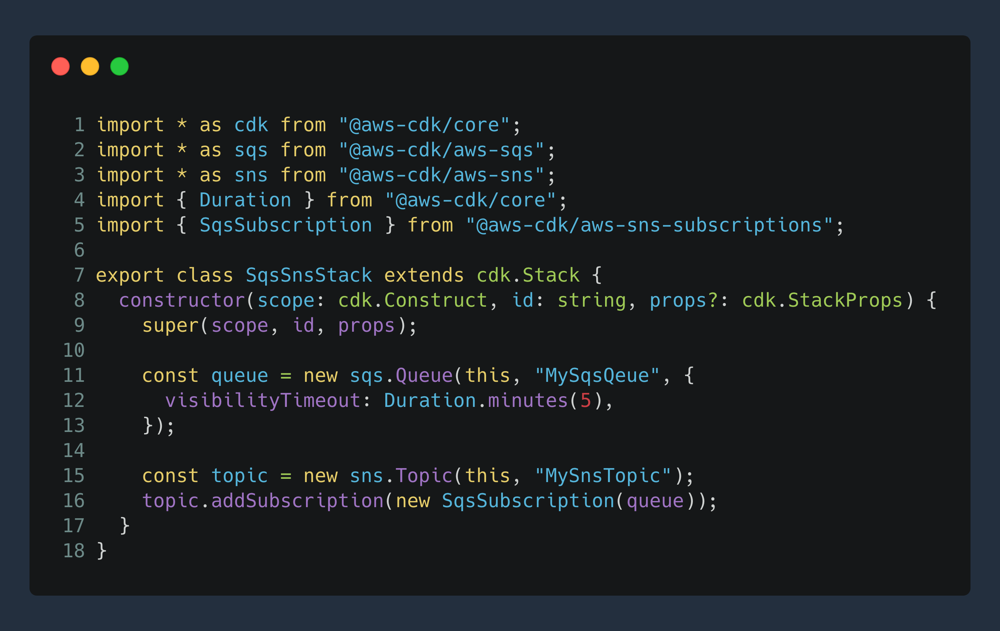 1 import * as cdk from "@aws-cdk/core";
2 import * as sqs from "@aws-cdk/aws-sqs";
3 import * as sns from "@aws-cdk/aws-sns";
4 import { Duration } from "@aws-cdk/core";
5 import { SqsSubscription } from "@aws-cdk/aws-sns-subscriptions";
6
7 export class SqsSnsStack extends cdk.Stack {
8   constructor(scope: cdk.Construct, id: string, props?: cdk.StackProps) {
9     super(scope, id, props);
10
11     const queue = new sqs.Queue(this, "MySqsQeue", {
12       visibilityTimeout: Duration.minutes(5),
13     });
14
15     const topic = new sns.Topic(this, "MySnsTopic");
16     topic.addSubscription(new SqsSubscription(queue));
17   }
18 }